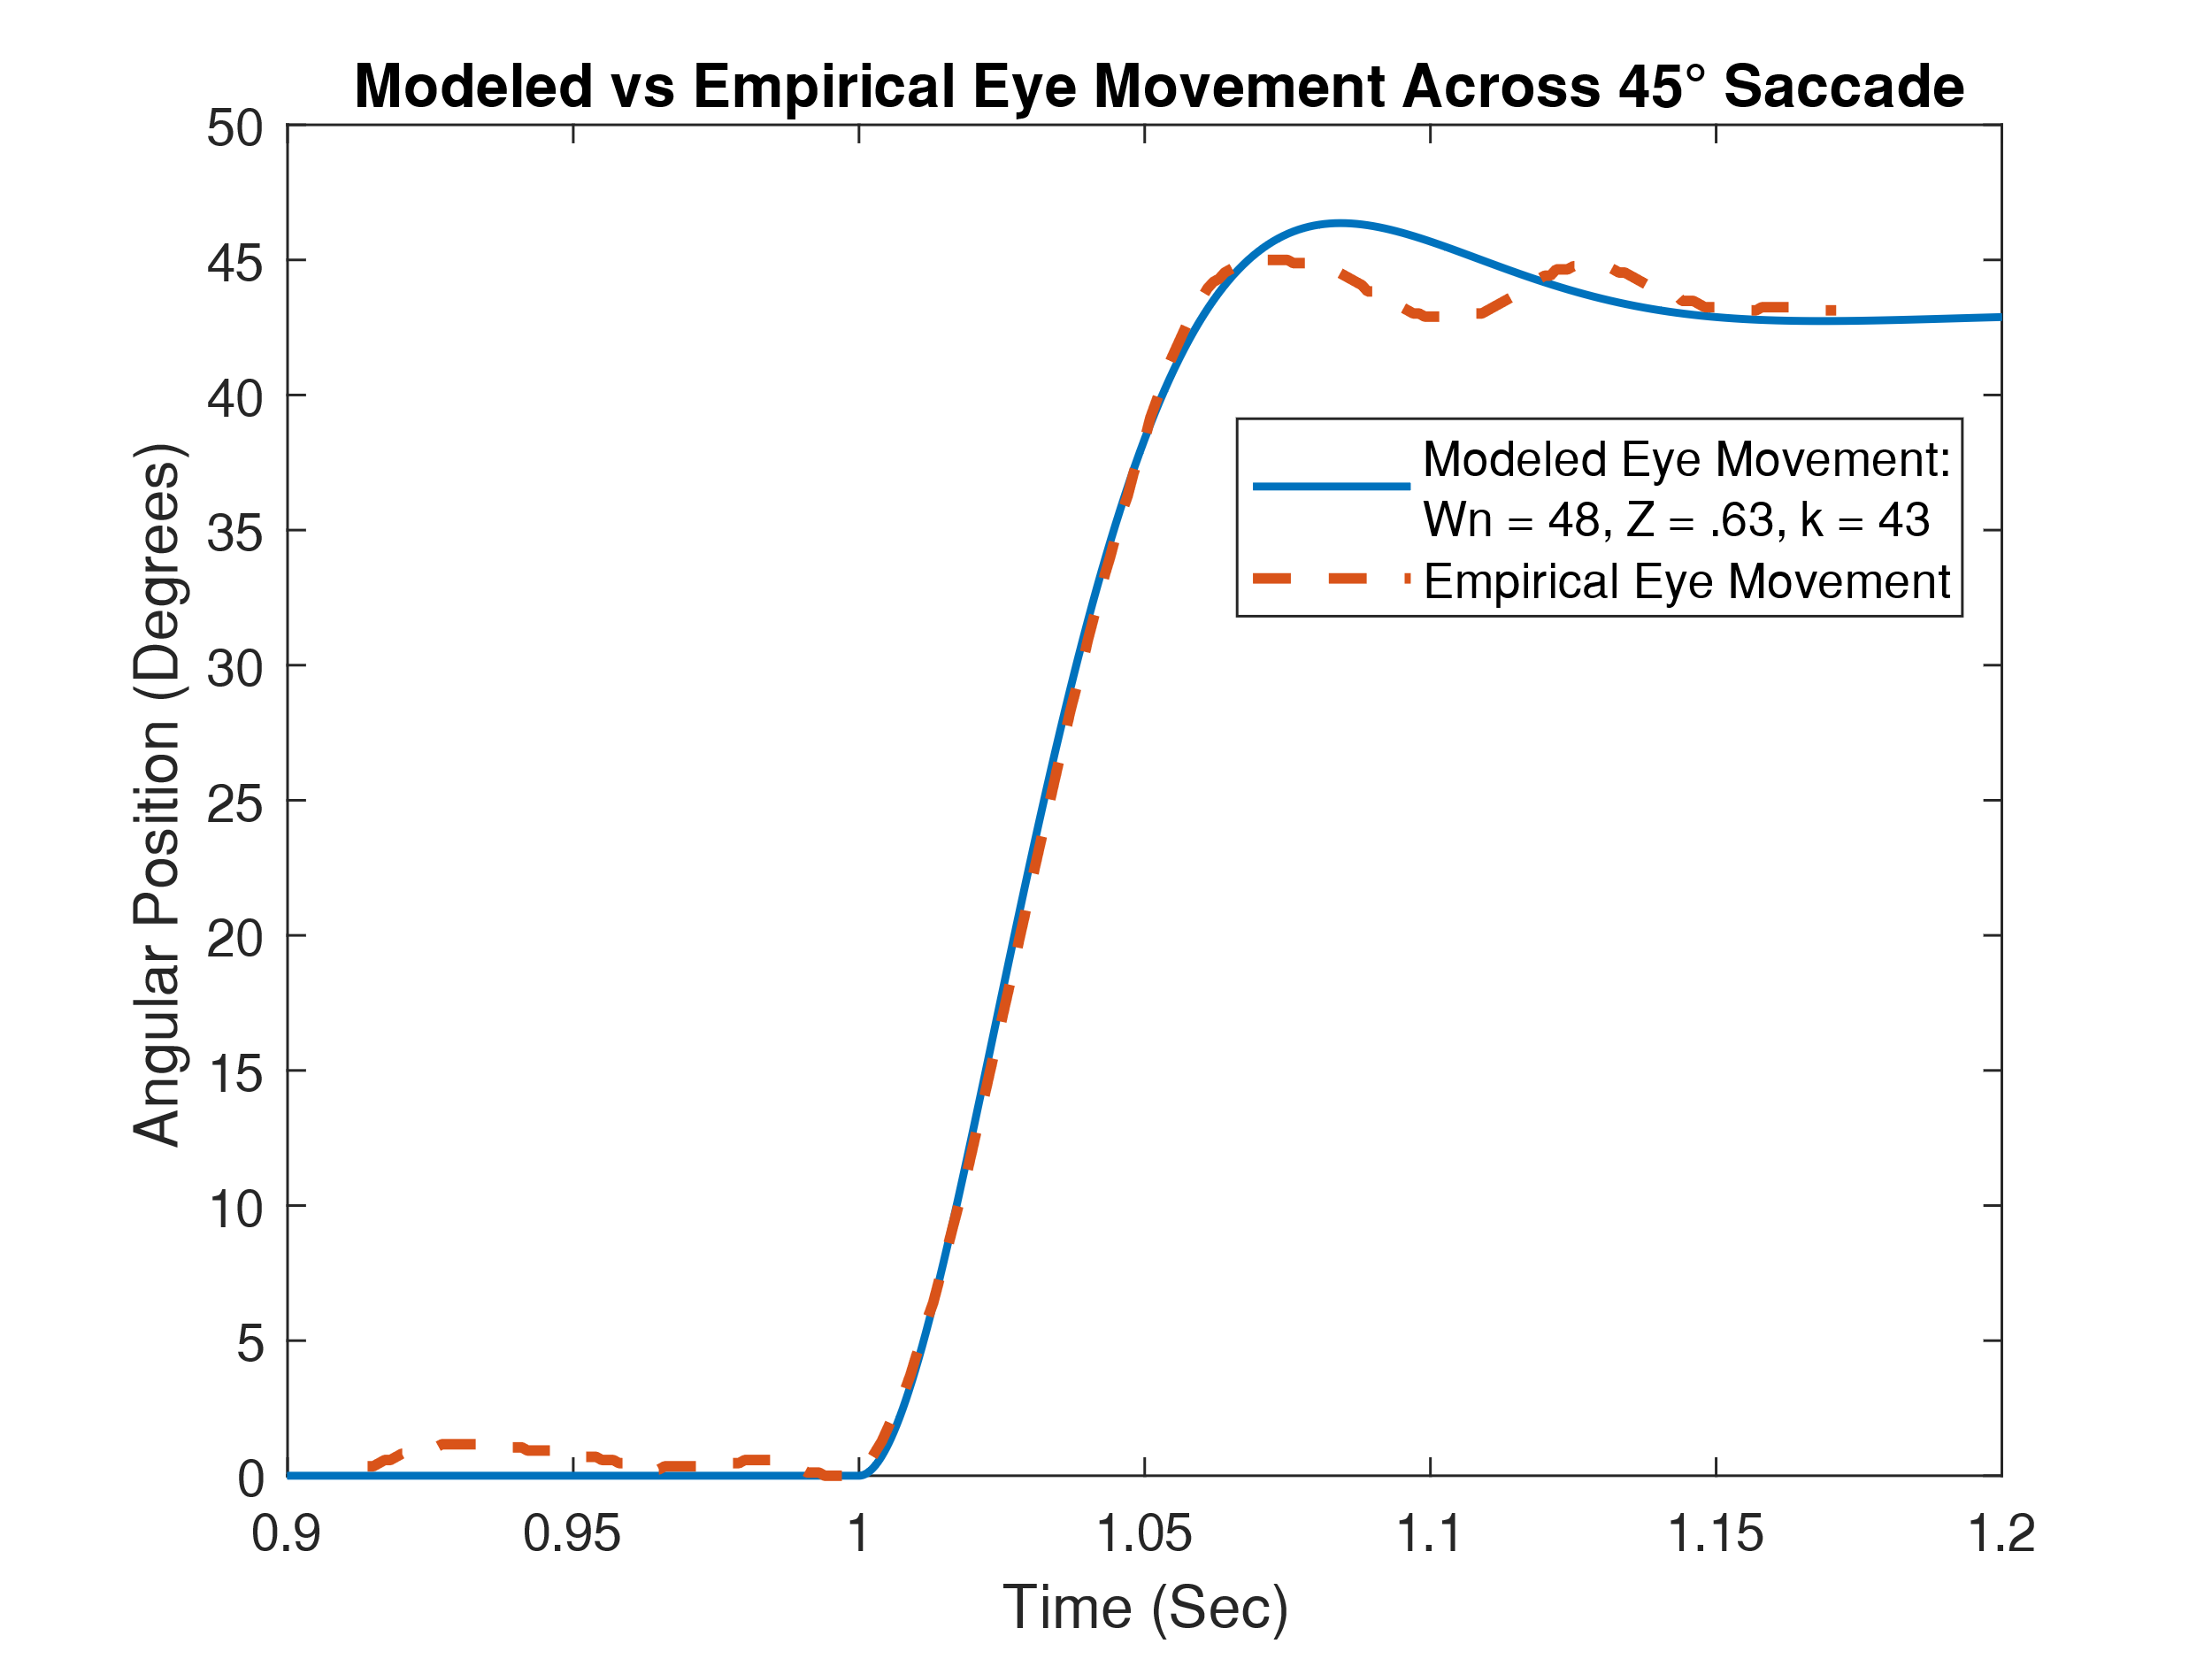 Modeled vs Empirical Eye Movement Across 45° Saccade
50
45
40
35
30
25
20
15
10
5
0
Angular Position (Degrees)
Modeled Eye Movement:
Wn = 48, Z = .63, k = 43
Empirical Eye Movement
0.9 0.95 1 1.05 1.1 1.15 1.2
Time (Sec)